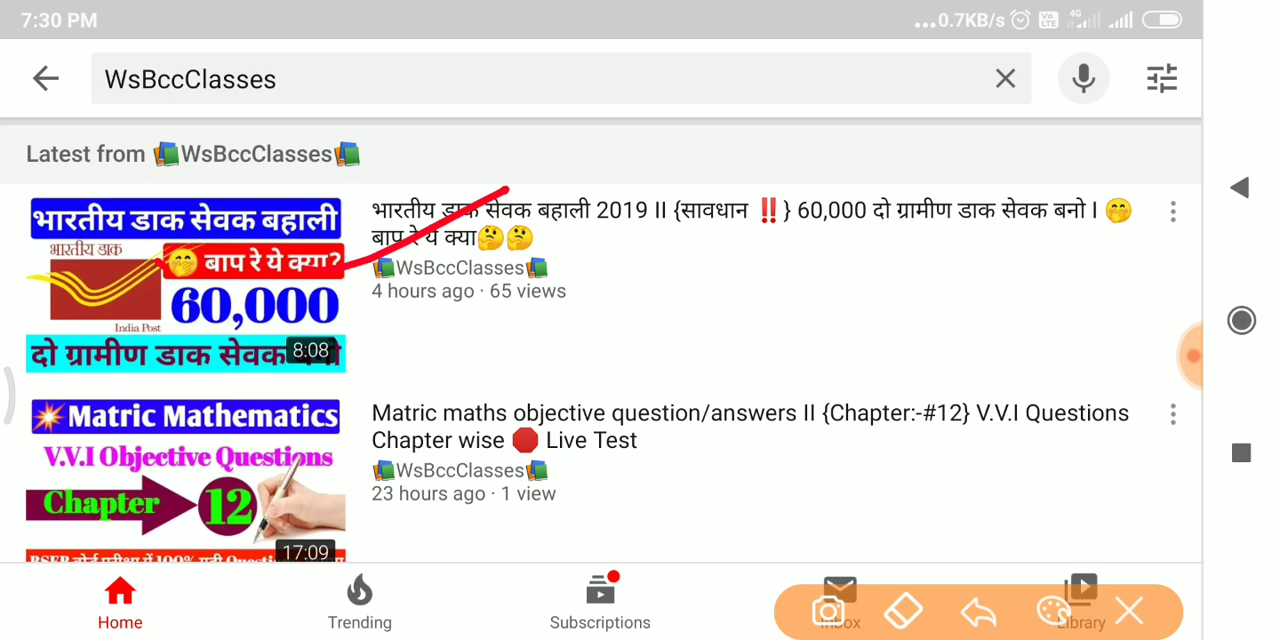 7:30 PM
...0.7KB/s Vo LTE 4G
WsBccClasses
Latest from 📚WsBccClasses📚
भारतीय डाक सेवक बहाली
भारतीय डाक
🤭 बाप रे ये क्या?
60,000
India Post
दो ग्रामीण डाक सेवक
8:08
भारतीय डाक सेवक बहाली 2019 II {सावधान ‼️} 60,000 दो ग्रामीण डाक सेवक बनो I 🤭
बाप रे ये क्या🤔🤔
📚WsBccClasses📚
4 hours ago · 65 views
💥Matric Mathematics
V.V.I Objective Questions
Chapter 12
17:09
Matric maths objective question/answers II {Chapter:-#12} V.V.I Questions
Chapter wise 🛑 Live Test
📚WsBccClasses📚
23 hours ago · 1 view
Home
Trending
Subscriptions
Inbox
Library